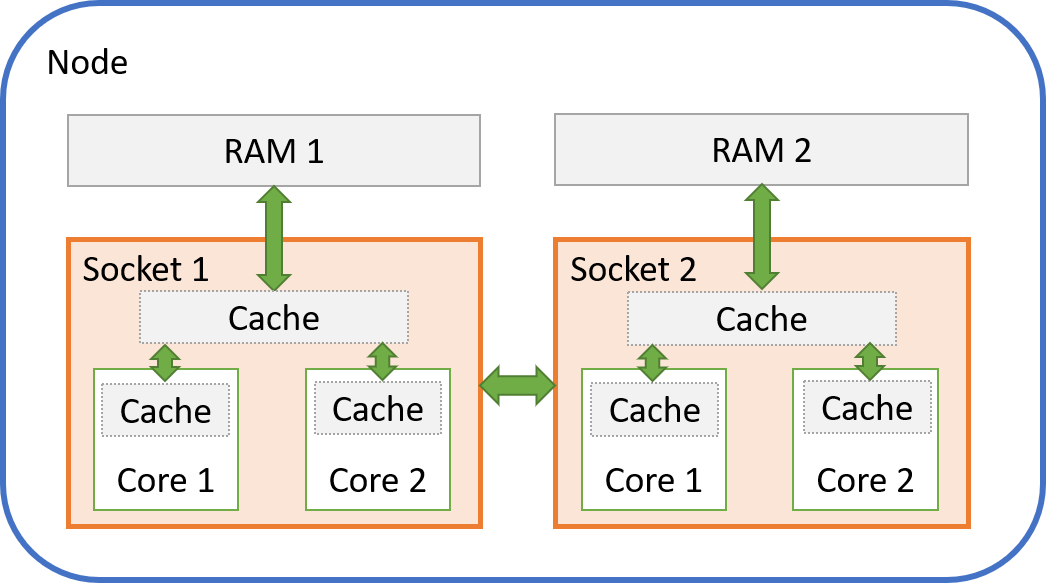 Node
RAM 1
RAM 2
Socket 1
Socket 2
Cache
Cache
Cache
Cache
Cache
Cache
Core 1
Core 2
Core 1
Core 2